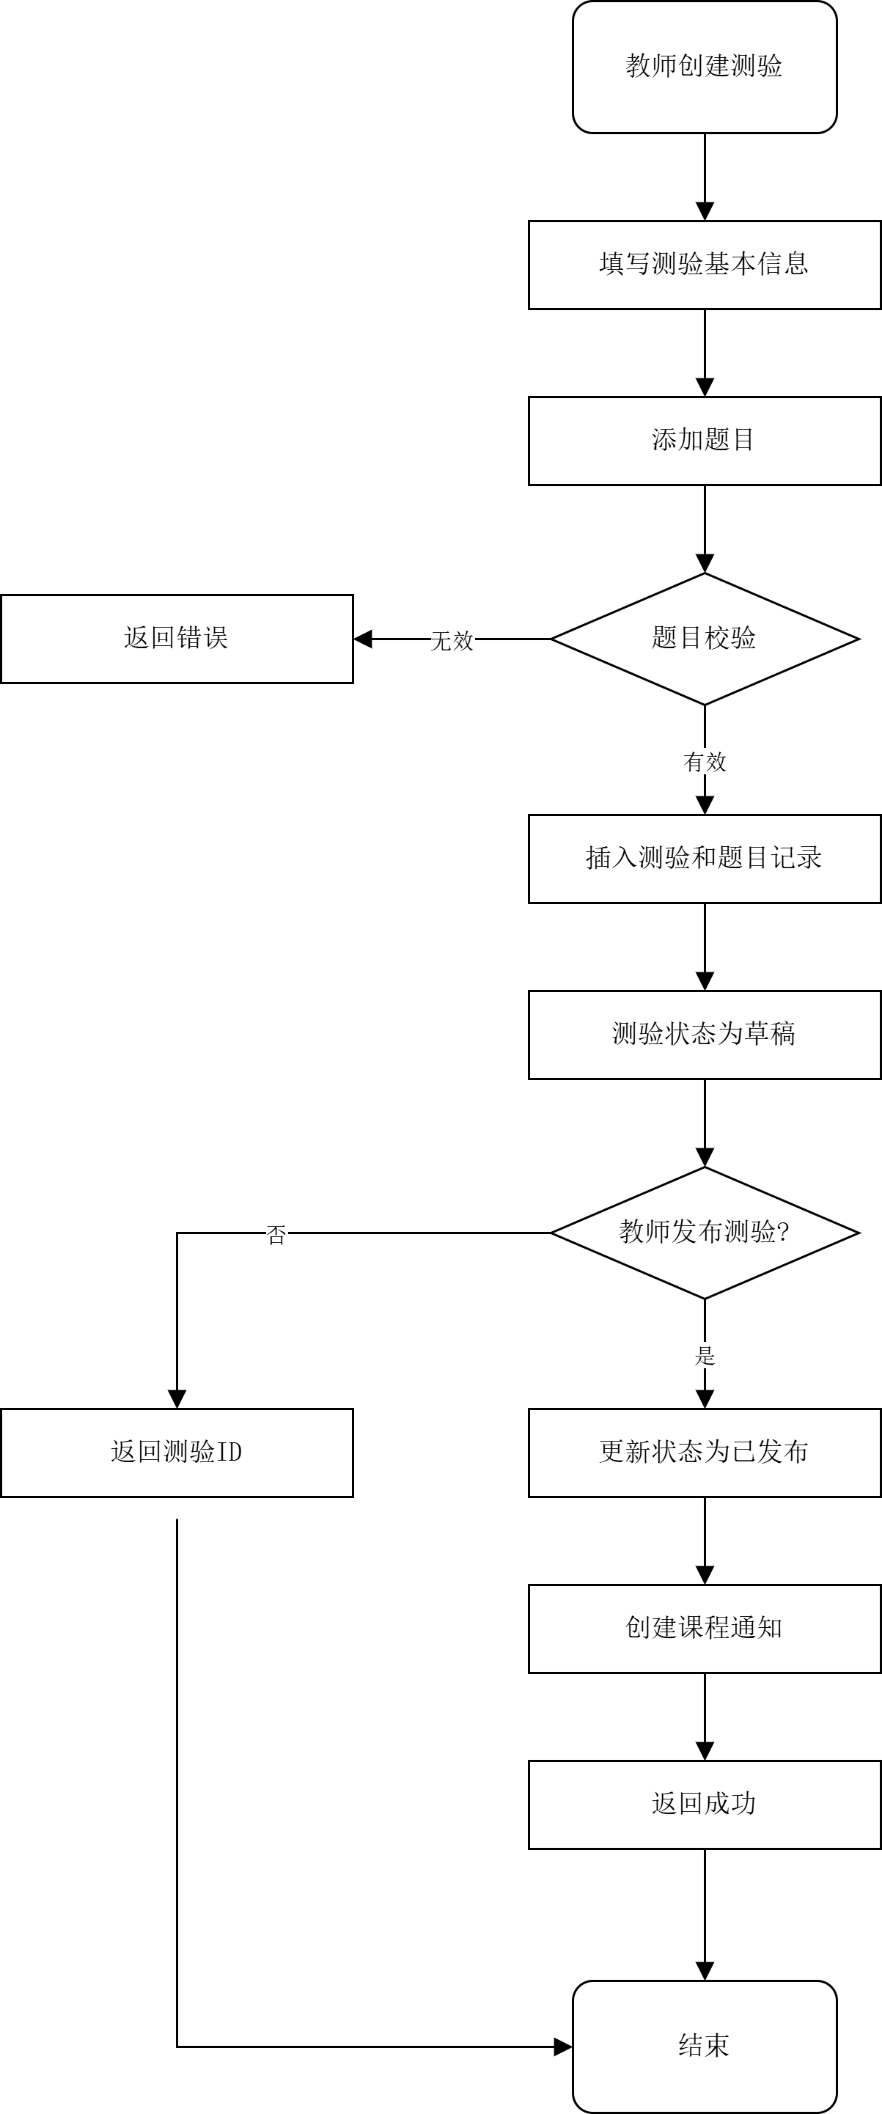 教师创建测验
填写测验基本信息
添加题目
返回错误
无效
题目校验
有效
插入测验和题目记录
测验状态为草稿
否
教师发布测验?
是
返回测验ID
更新状态为已发布
创建课程通知
返回成功
结束